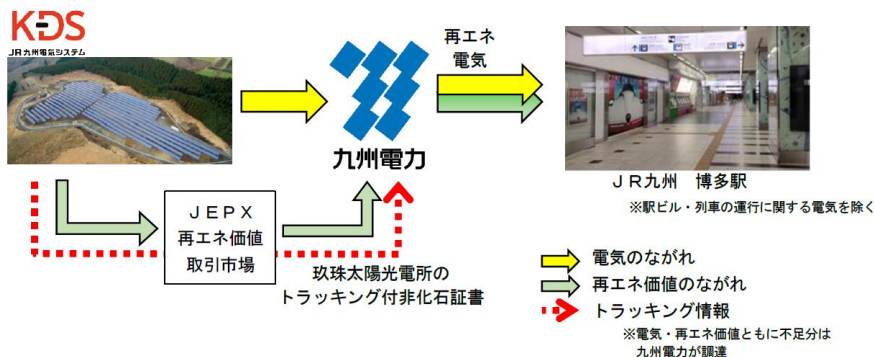 KDS
JR九州電気システム
再エネ
電気
九州電力
JR九州 博多駅
※駅ビル・列車の運行に関する電気を除く
JEPX
再エネ価値
取引市場
玖珠太陽光電所の
トラッキング付非化石証書
電気のながれ
再エネ価値のながれ
トラッキング情報
※電気・再エネ価値ともに不足分は
九州電力が調達